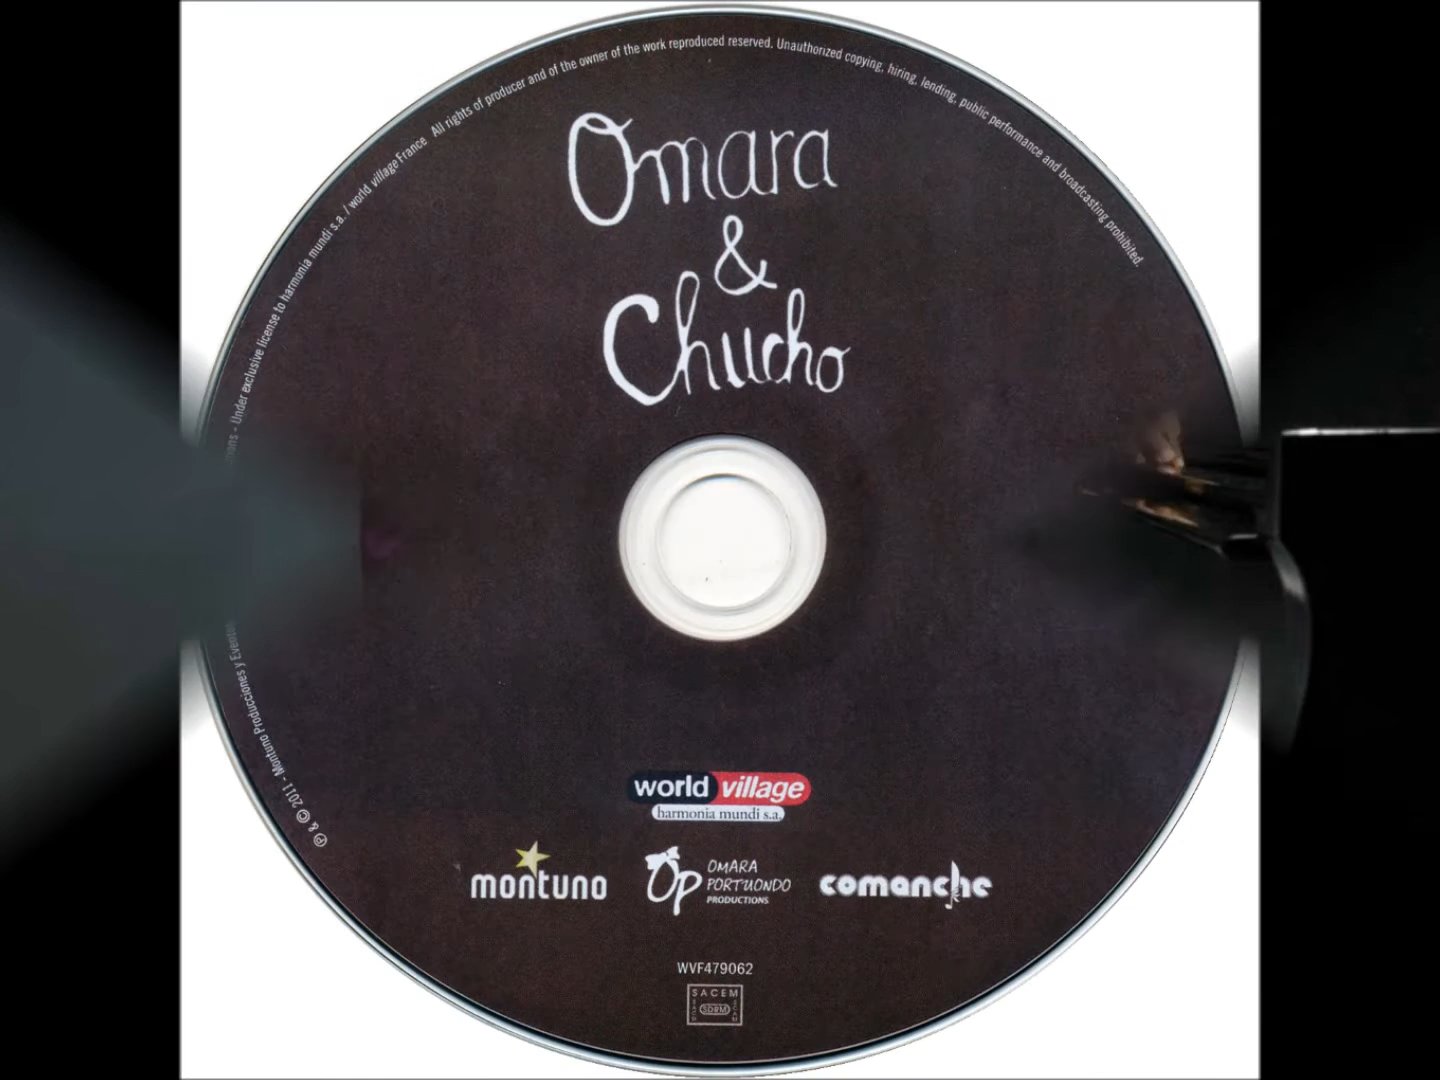 ℗ & © 2011 - Montuno Producciones y
- Under exclusive license to harmonia mundi s.a. / world village France All rights of producer and of the owner of the work reproduced reserved. Unauthorized copying, hiring, lending, public performance and broadcasting prohibited.
Omara
&
Chucho
world village
harmonia mundi s.a.
montuno
OP OMARA
PORTUONDO
PRODUCTIONS
comanche
WVF479062
SACEM
SDRM